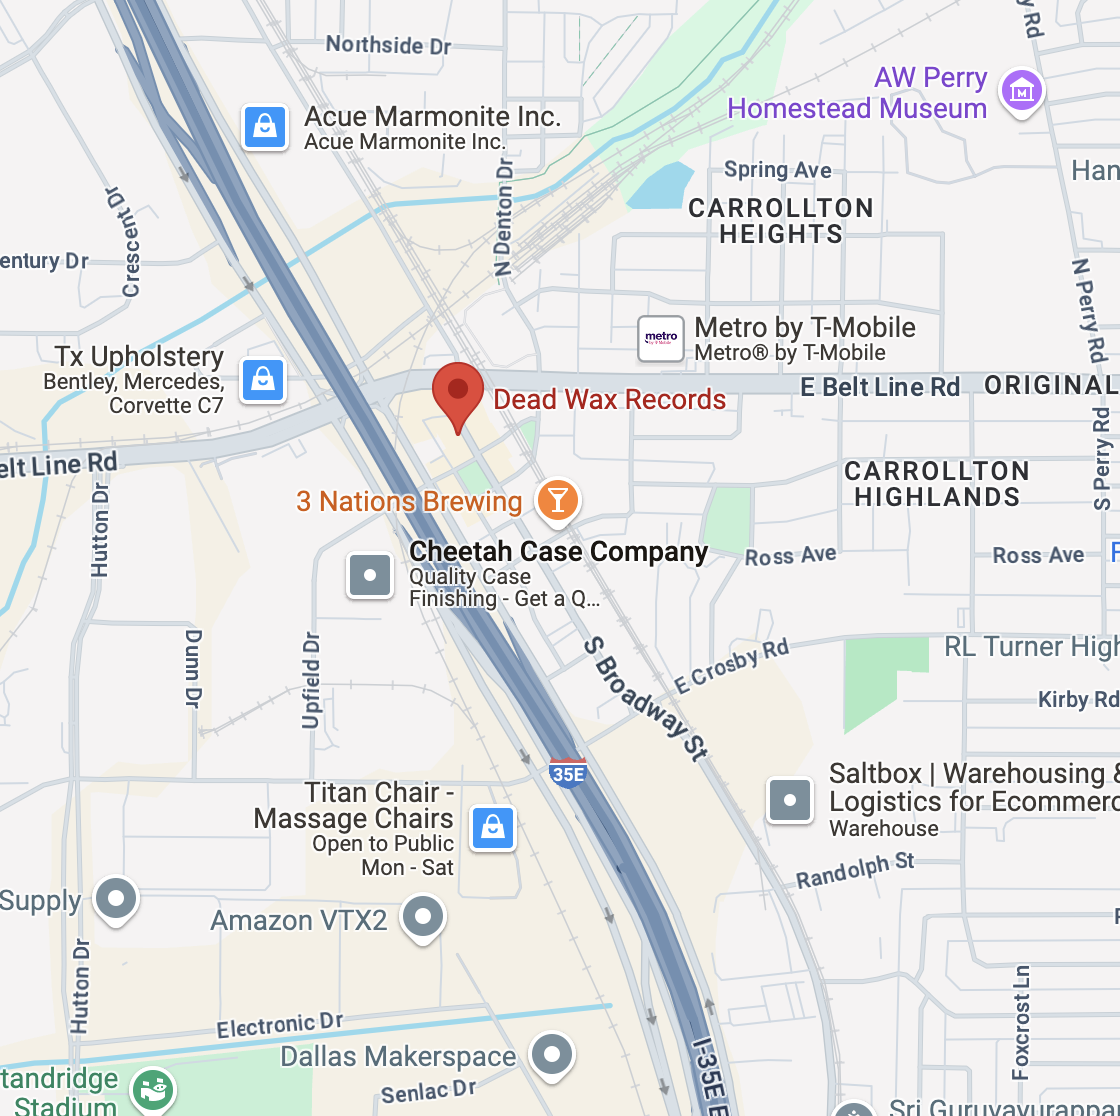 Northside Dr
y Rd
AW Perry
Homestead Museum
M
Acue Marmonite Inc.
Acue Marmonite Inc.
Spring Ave
Han
Crescent Dr
N Denton Dr
CARROLLTON
HEIGHTS
entury Dr
N Perry Rd
metro
Metro by T-Mobile
Metro® by T-Mobile
Tx Upholstery
Bentley, Mercedes,
Corvette C7
Dead Wax Records
E Belt Line Rd
ORIGINAL
elt Line Rd
S Perry Rd
CARROLLTON
HIGHLANDS
3 Nations Brewing
Hutton Dr
Cheetah Case Company
Quality Case
Finishing - Get a Q...
Ross Ave
Ross Ave
F
Dunn Dr
Upfield Dr
S Broadway St
E Crosby Rd
RL Turner High
Kirby Rd
35E
Titan Chair -
Massage Chairs
Open to Public
Mon - Sat
Saltbox | Warehousing &
Logistics for Ecommerc
Warehouse
Randolph St
Supply
Amazon VTX2
Hutton Dr
Foxcrost Ln
Electronic Dr
Dallas Makerspace
I-35E E
Senlac Dr
tandridge
Stadium
Sri Guruvayurappa